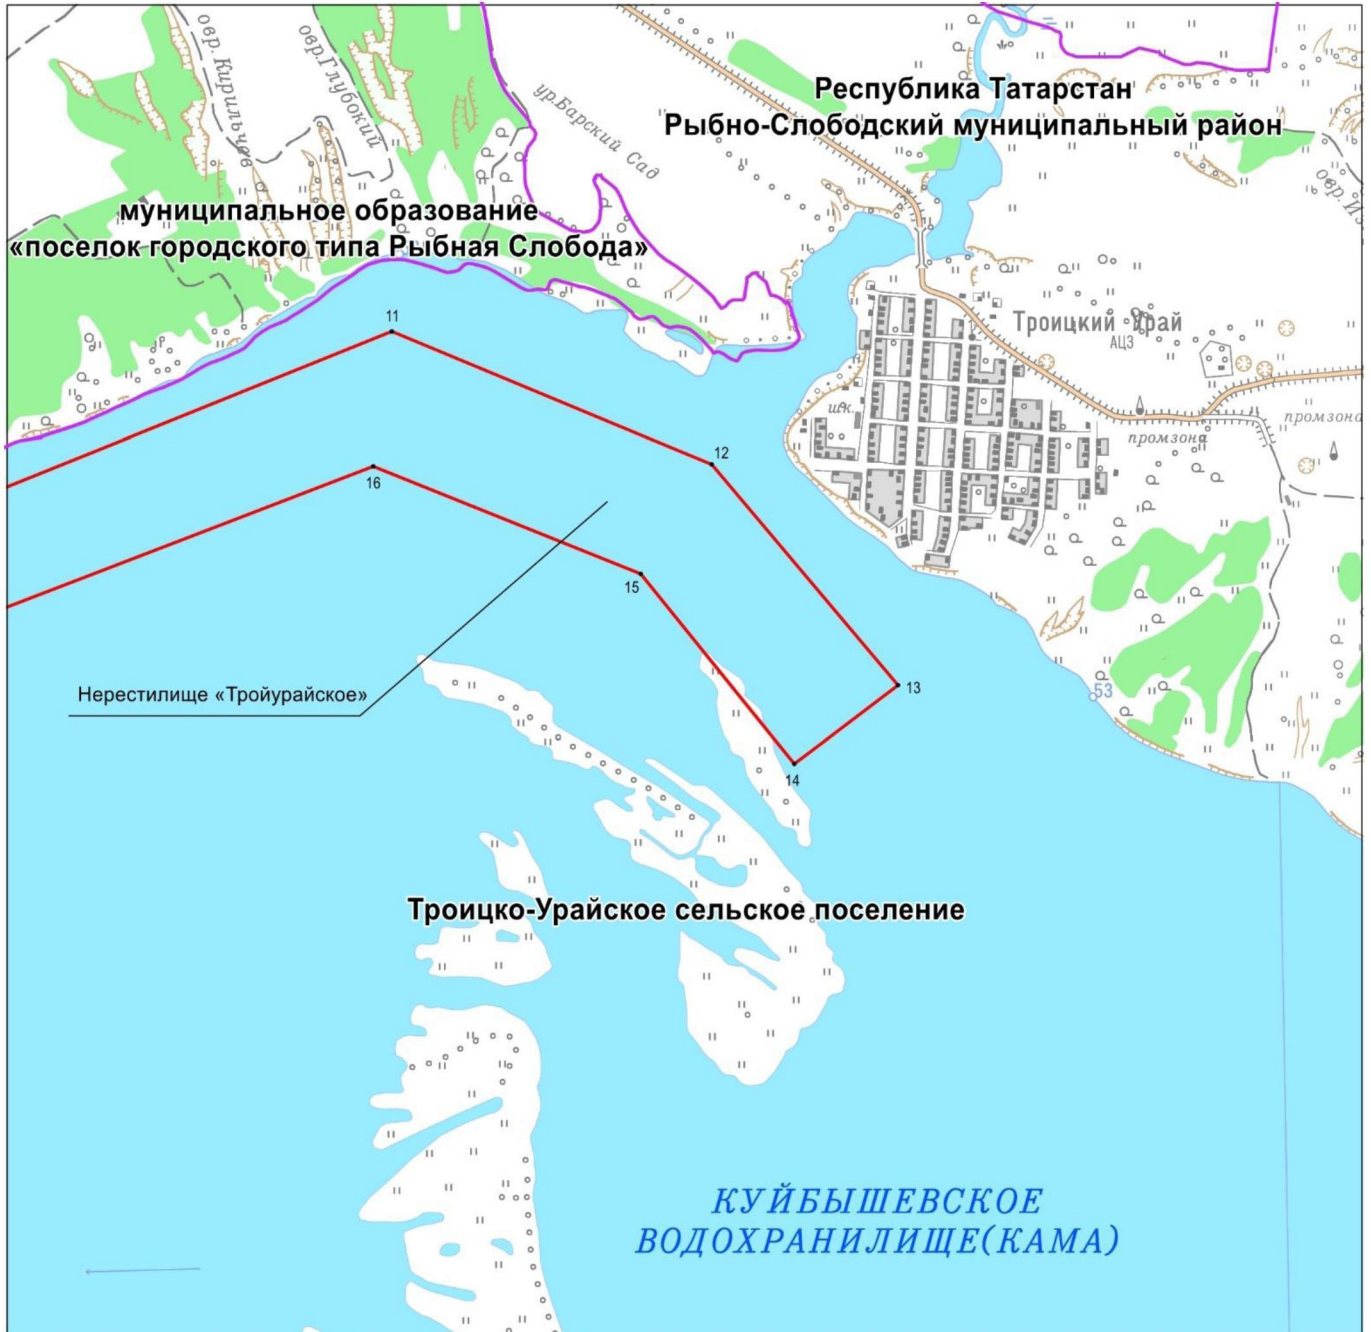 овр. Кирильчав
овр.Глубокий
ур.Барский Сад
Республика Татарстан
Рыбно-Слободский муниципальный район
муниципальное образование
«поселок городского типа Рыбная Слобода»
11
Троицкий Урай
АЦЗ
шк.
промзона
промзона
12
16
15
13
53
Нерестилище «Тройурайское»
14
Троицко-Урайское сельское поселение
КУЙБЫШЕВСКОЕ
ВОДОХРАНИЛИЩЕ(КАМА)